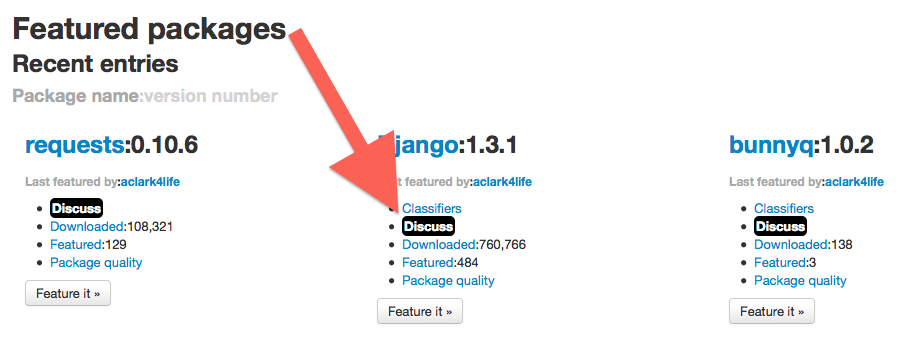 Featured packages
Recent entries
Package name:version number
requests:0.10.6
Last featured by:aclark4life
Discuss
Downloaded:108,321
Featured:129
Package quality
Feature it »
django:1.3.1
Last featured by:aclark4life
Classifiers
Discuss
Downloaded:760,766
Featured:484
Package quality
Feature it »
bunnyq:1.0.2
Last featured by:aclark4life
Classifiers
Discuss
Downloaded:138
Featured:3
Package quality
Feature it »